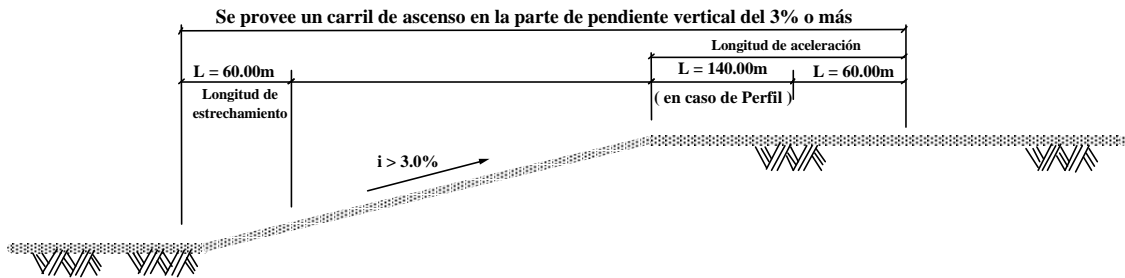 Se provee un carril de ascenso en la parte de pendiente vertical del 3% o más
Longitud de aceleración
L = 60.00m
L = 140.00m
L = 60.00m
Longitud de
estrechamiento
( en caso de Perfil )
i > 3.0%